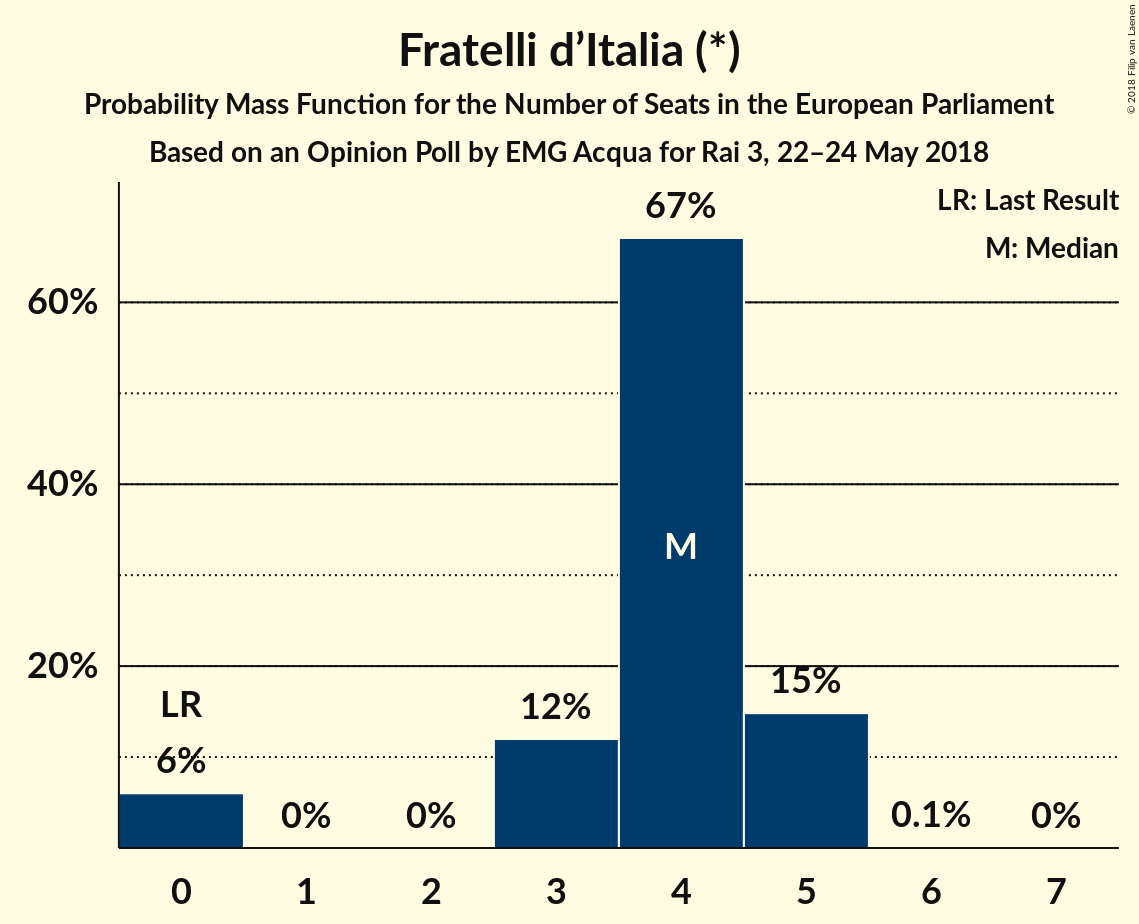 Fratelli d’Italia (*)
Probability Mass Function for the Number of Seats in the European Parliament
Based on an Opinion Poll by EMG Acqua for Rai 3, 22–24 May 2018
© 2018 Filip van Laenen
LR: Last Result
M: Median
67%
60%
40%
M
20%
15%
LR
12%
6%
0%
0%
0.1%
0%
0 1 2 3 4 5 6 7